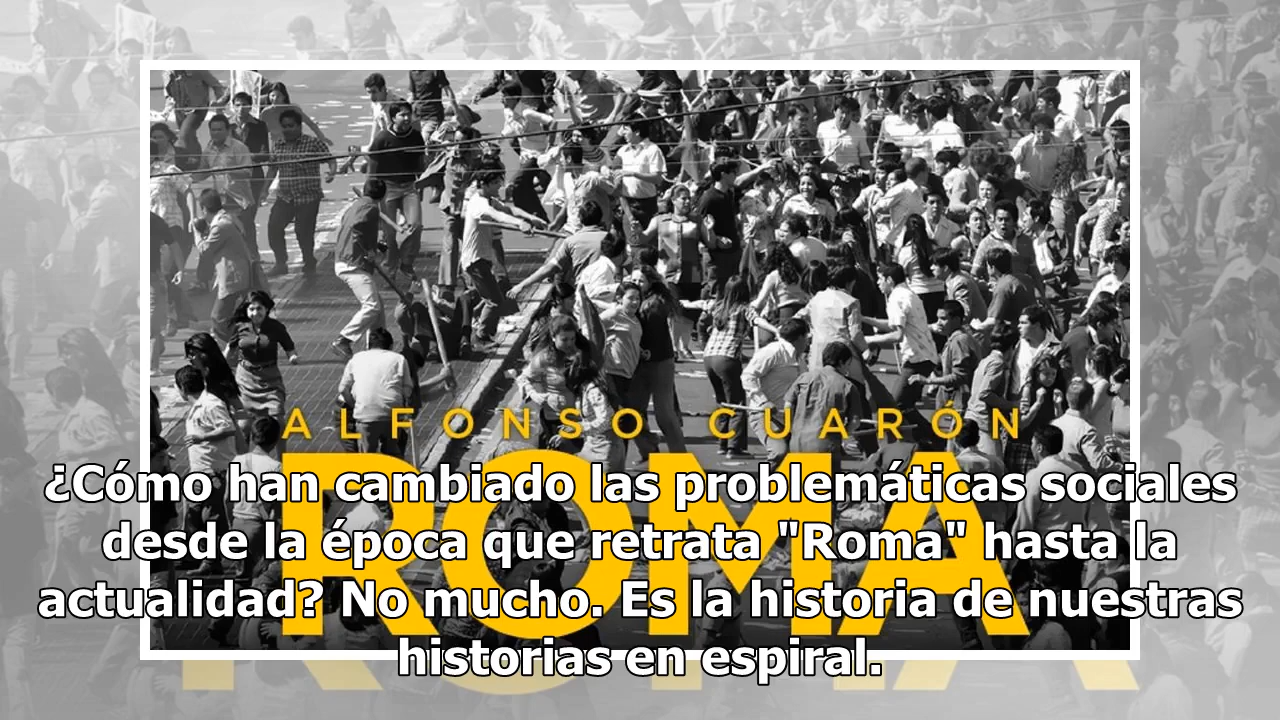 ALFONSO CUARÓN
ROMA
¿Cómo han cambiado las problemáticas sociales
desde la época que retrata "Roma" hasta la
actualidad? No mucho. Es la historia de nuestras
historias en espiral.